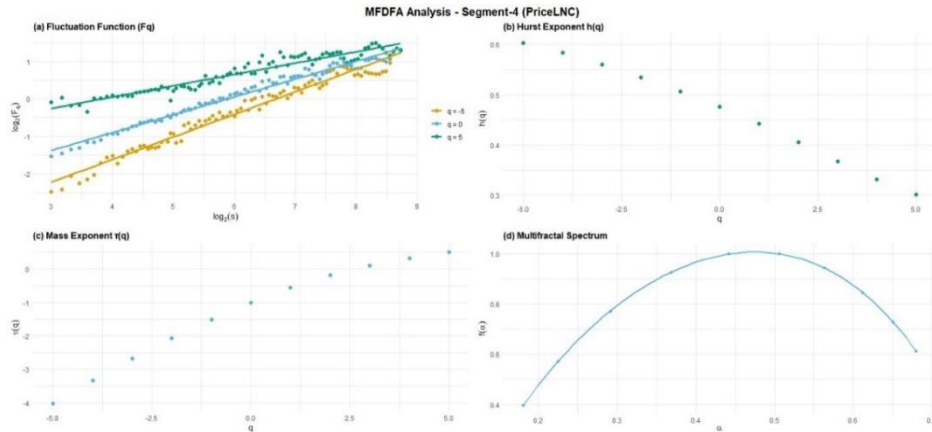 MFDFA Analysis - Segment-4 (PriceLNC)
(a) Fluctuation Function (Fq)
1
0
-1
-2
log₂(Fq)
3
4
5
6
7
8
9
log₂(s)
q = -5
q = 0
q = 5
(b) Hurst Exponent h(q)
0.6
0.5
0.4
0.3
h(q)
-5.0
-2.5
0.0
2.5
5.0
q
(c) Mass Exponent τ(q)
0
-1
-2
-3
-4
τ(q)
-5.0
-2.5
0.0
2.5
5.0
q
(d) Multifractal Spectrum
1.0
0.8
0.6
0.4
f(α)
0.2
0.3
0.4
0.5
0.6
α